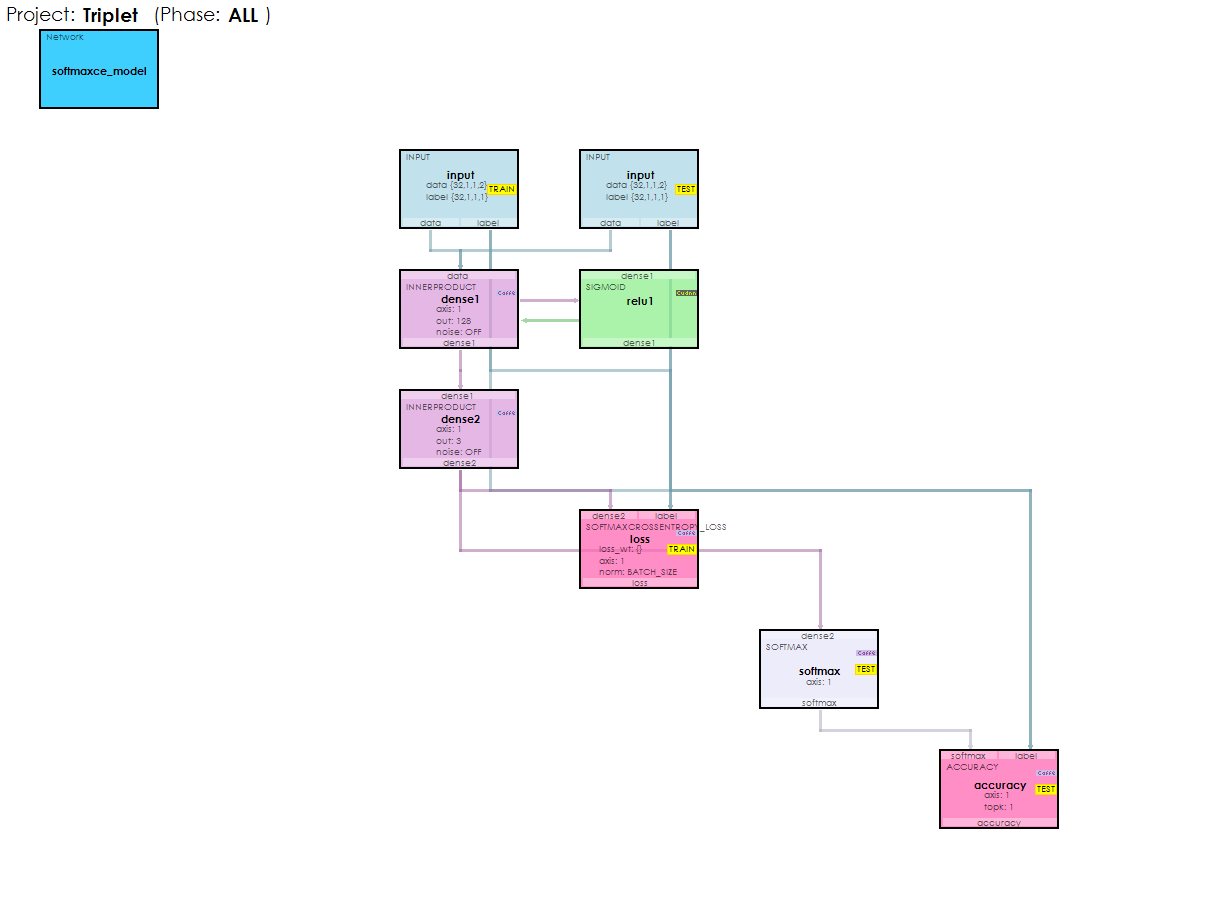 Project: Triplet (Phase: ALL )
Network
softmaxce_model
INPUT
input
data {32,1,1,2}
TRAIN
label {32,1,1,1}
data label
INPUT
input
data {32,1,1,2}
TEST
label {32,1,1,1}
data label
data
INNERPRODUCT
Caffe
dense1
axis: 1
out: 128
noise: OFF
dense1
dense1
SIGMOID
Cudnn
relu1
dense1
dense1
INNERPRODUCT
Caffe
dense2
axis: 1
out: 3
noise: OFF
dense2
dense2 label
SOFTMAXCROSSENTROPY_LOSS
Caffe
loss
loss_wt: {}
TRAIN
axis: 1
norm: BATCH_SIZE
loss
dense2
SOFTMAX
Caffe
softmax
TEST
axis: 1
softmax
softmax label
ACCURACY
Caffe
accuracy
TEST
axis: 1
topk: 1
accuracy